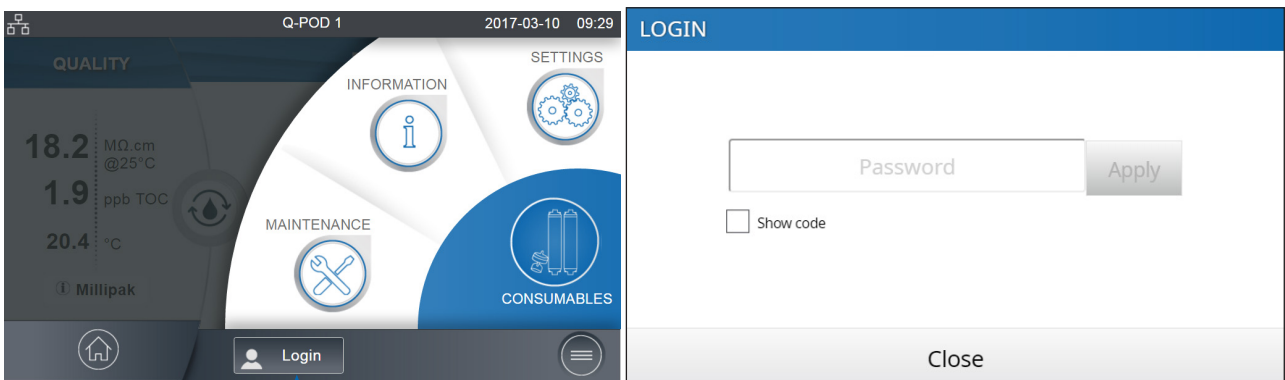 Q-POD 1
2017-03-10 09:29
QUALITY
SETTINGS
INFORMATION
18.2 MΩ.cm @25°C
1.9 ppb TOC
MAINTENANCE
20.4 °C
Millipak
CONSUMABLES
Login
LOGIN
Password
Apply
Show code
Close